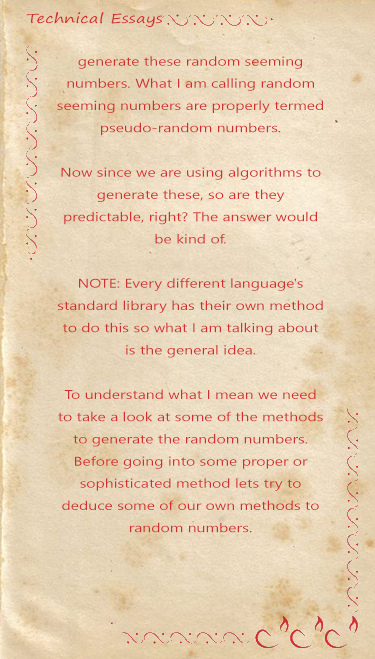 Technical Essays
generate these random seeming
numbers. What I am calling random
seeming numbers are properly termed
pseudo-random numbers.
Now since we are using algorithms to
generate these, so are they
predictable, right? The answer would
be kind of.
NOTE: Every different language's
standard library has their own method
to do this so what I am talking about
is the general idea.
To understand what I mean we need
to take a look at some of the methods
to generate the random numbers.
Before going into some proper or
sophisticated method lets try to
deduce some of our own methods to
random numbers.